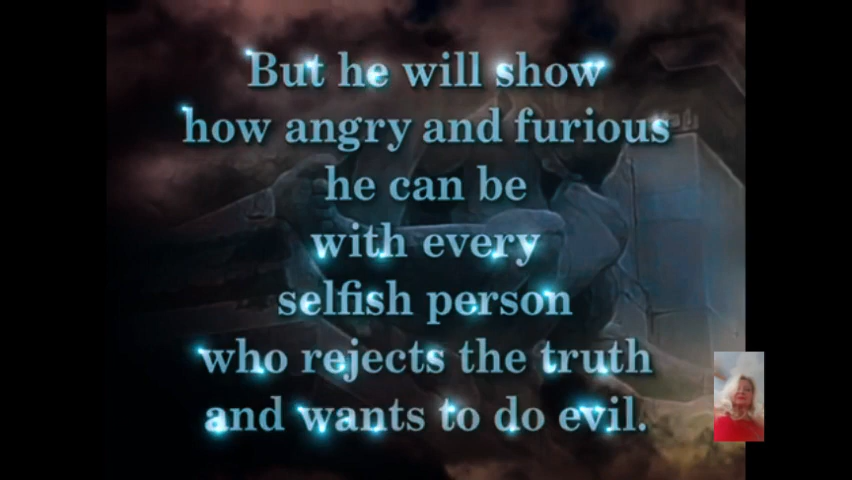 But he will show
how angry and furious
he can be
with every
selfish person
who rejects the truth
and wants to do evil.